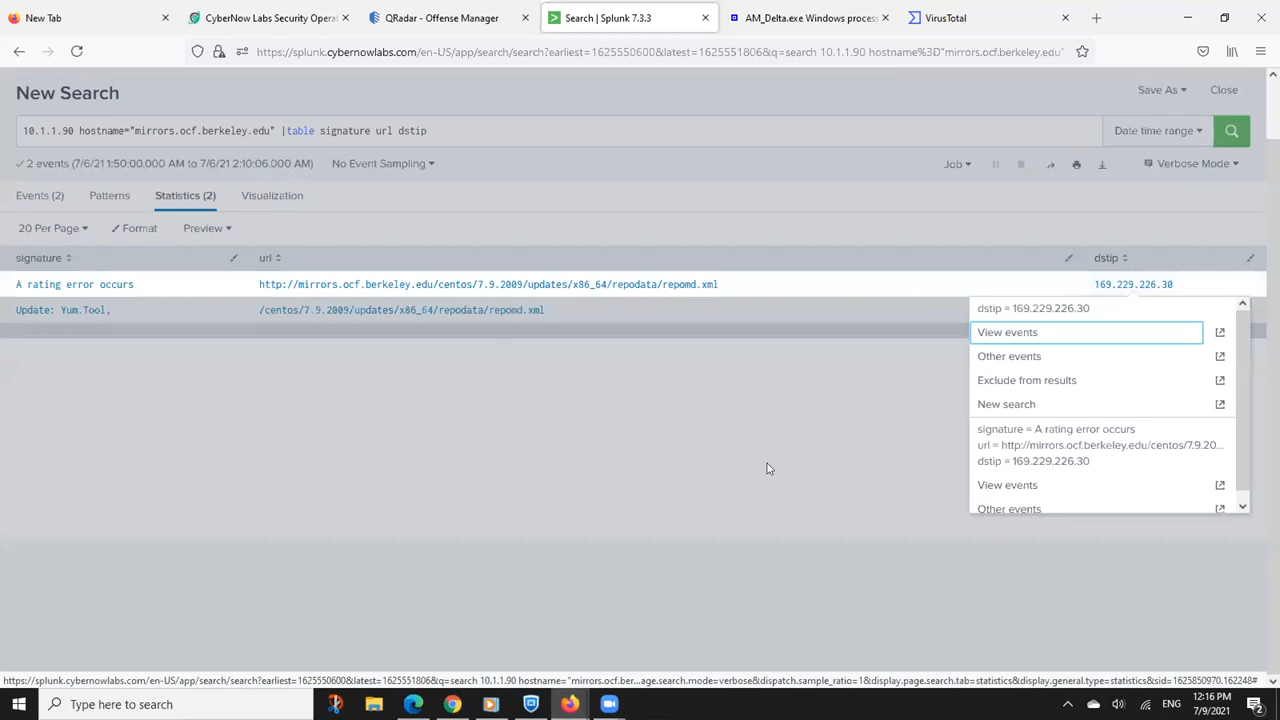 New Tab
CyberNow Labs Security Operat
QRadar - Offense Manager
Search | Splunk 7.3.3
AM_Delta.exe Windows process
VirusTotal
https://splunk.cybernowlabs.com/en-US/app/search/search?earliest=1625550600&latest=1625551806&q=search 10.1.1.90 hostname%3D"mirrors.ocf.berkeley.edu"
New Search
Save As
Close
10.1.1.90 hostname="mirrors.ocf.berkeley.edu" |table signature url dstip
Date time range
2 events (7/6/21 1:50:00.000 AM to 7/6/21 2:10:06.000 AM)
No Event Sampling
Job
Verbose Mode
Events (2)
Patterns
Statistics (2)
Visualization
20 Per Page
Format
Preview
signature
url
dstip
A rating error occurs
http://mirrors.ocf.berkeley.edu/centos/7.9.2009/updates/x86_64/repodata/repomd.xml
169.229.226.30
Update: Yum.Tool,
/centos/7.9.2009/updates/x86_64/repodata/repomd.xml
dstip = 169.229.226.30
View events
Other events
Exclude from results
New search
signature = A rating error occurs
url = http://mirrors.ocf.berkeley.edu/centos/7.9.20...
dstip = 169.229.226.30
View events
Other events
https://splunk.cybernowlabs.com/en-US/app/search/search?earliest=1625550600&latest=1625551806&q=search 10.1.1.90 hostname="mirrors.ocf.ber...age.search.mode=verbose&dispatch.sample_ratio=1&display.page.search.tab=statistics&display.general.type=statistics&sid=1625850970.162248#
Type here to search
ENG
12:16 PM
7/9/2021
2